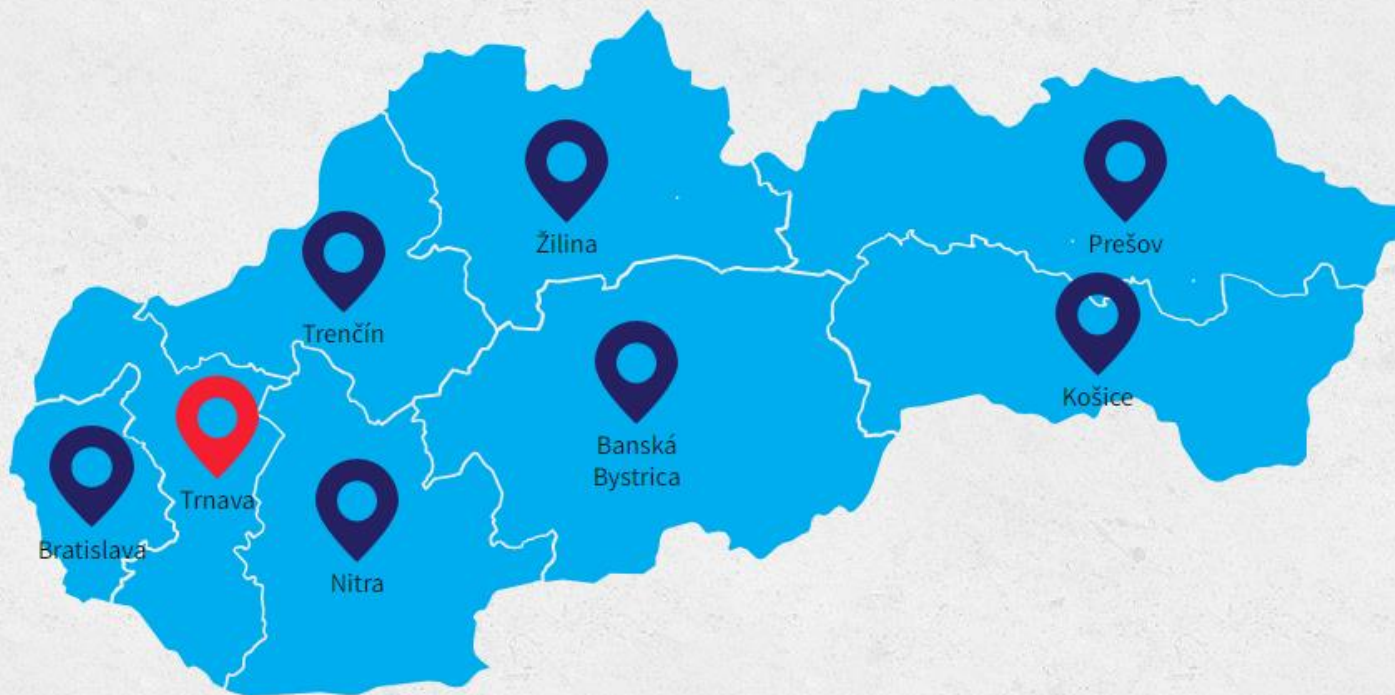 Žilina
Prešov
Trenčín
Košice
Banská
Bystrica
Trnava
Bratislava
Nitra